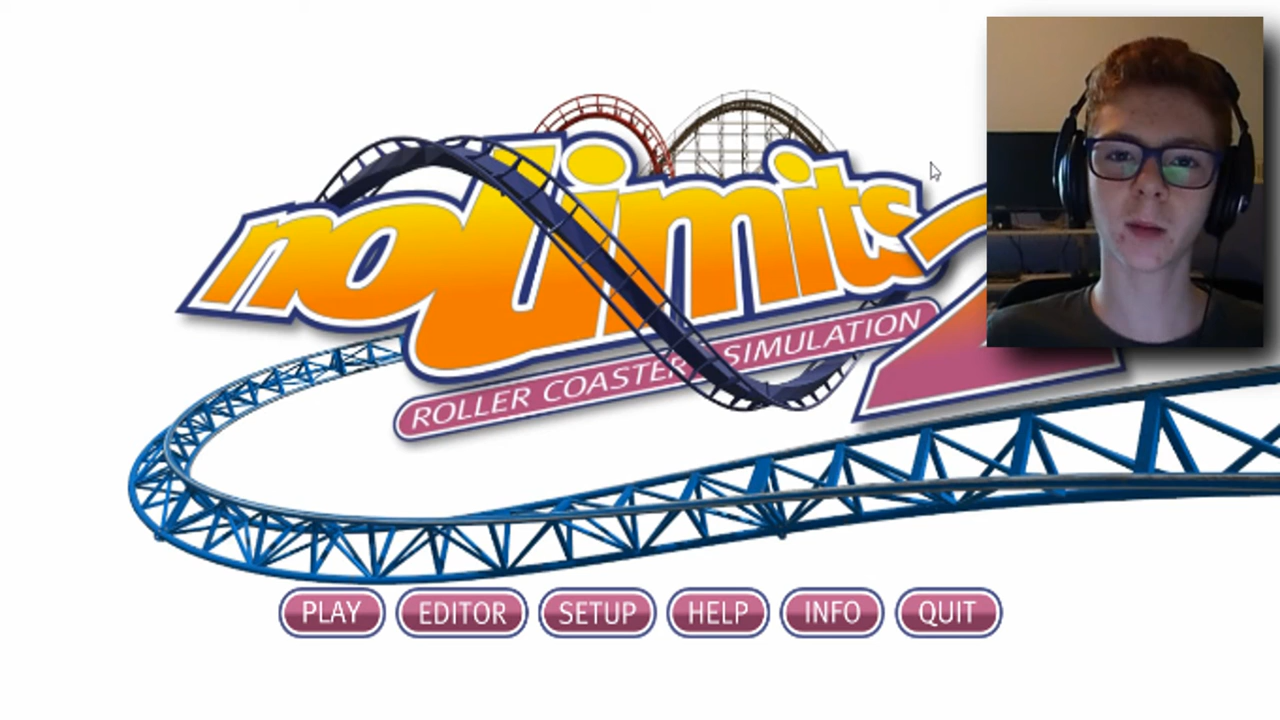 noLimits 2
ROLLER COASTER SIMULATION
PLAY EDITOR SETUP HELP INFO QUIT